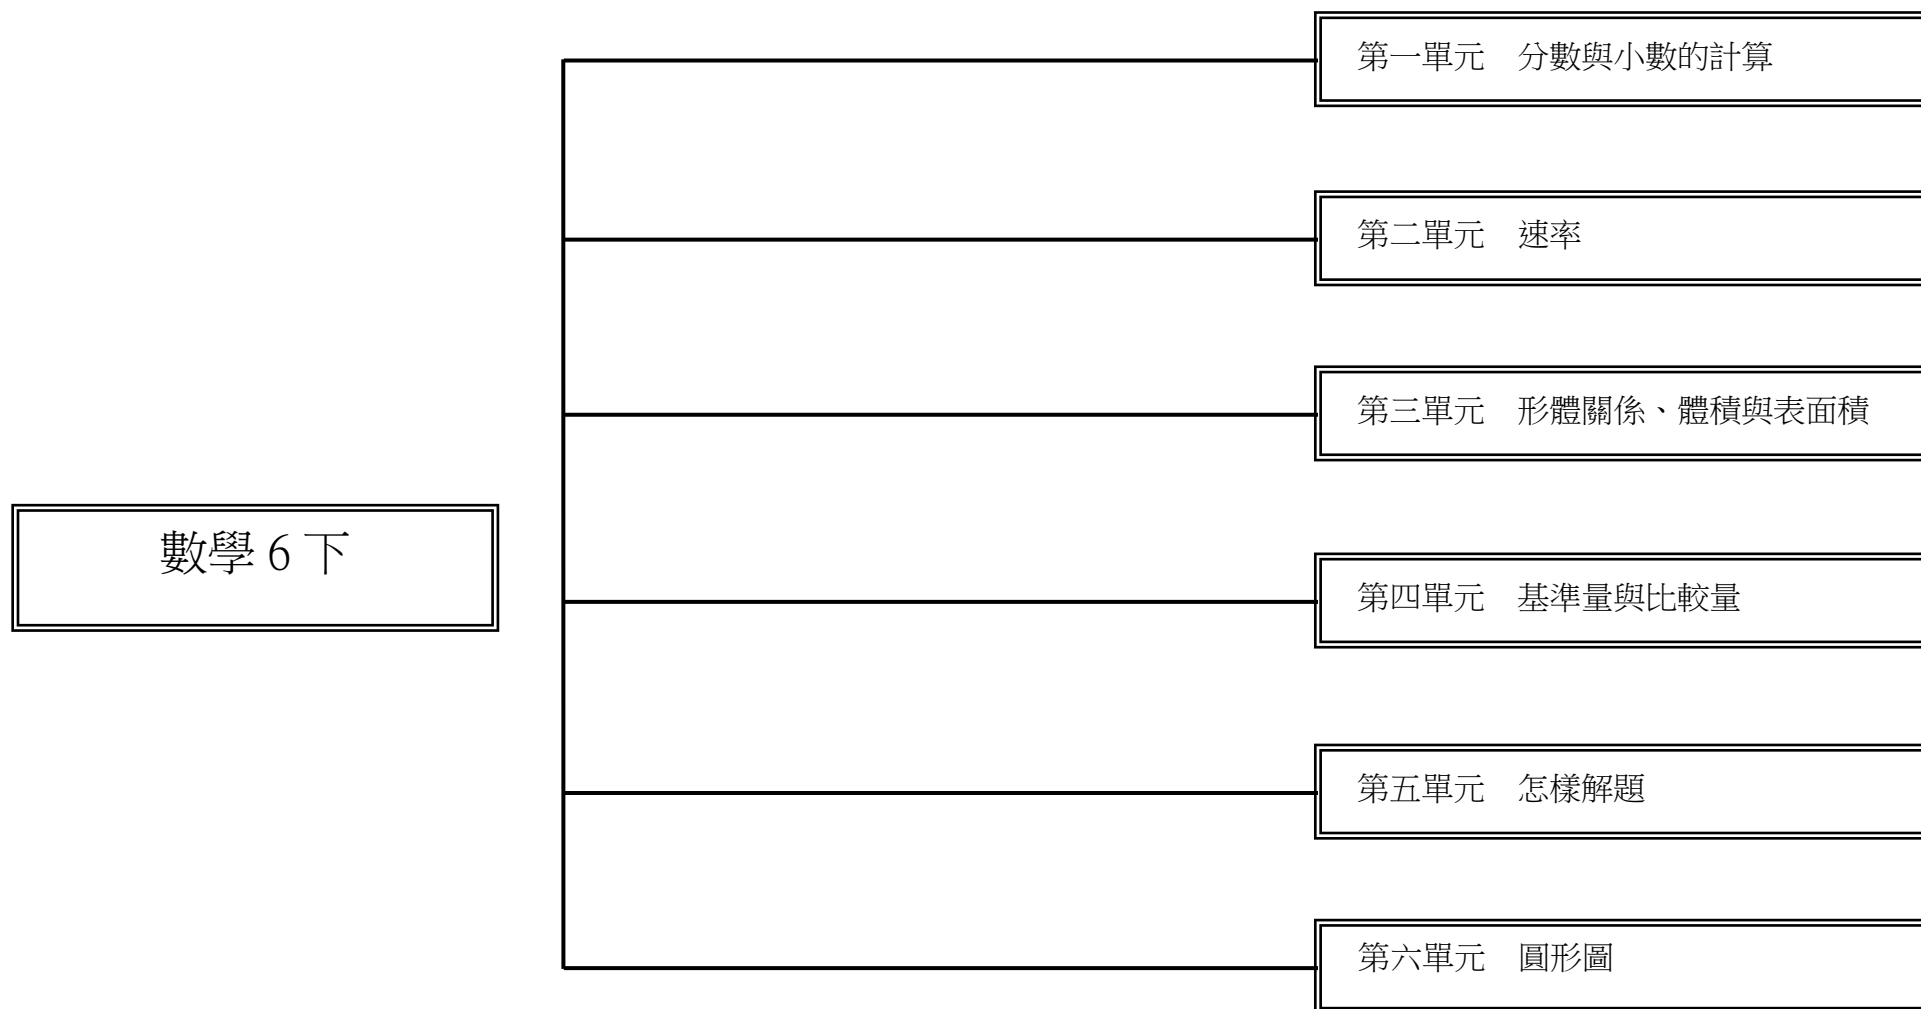 第一單元　分數與小數的計算
第二單元　速率
第三單元　形體關係、體積與表面積
數學 6 下
第四單元　基準量與比較量
第五單元　怎樣解題
第六單元　圓形圖